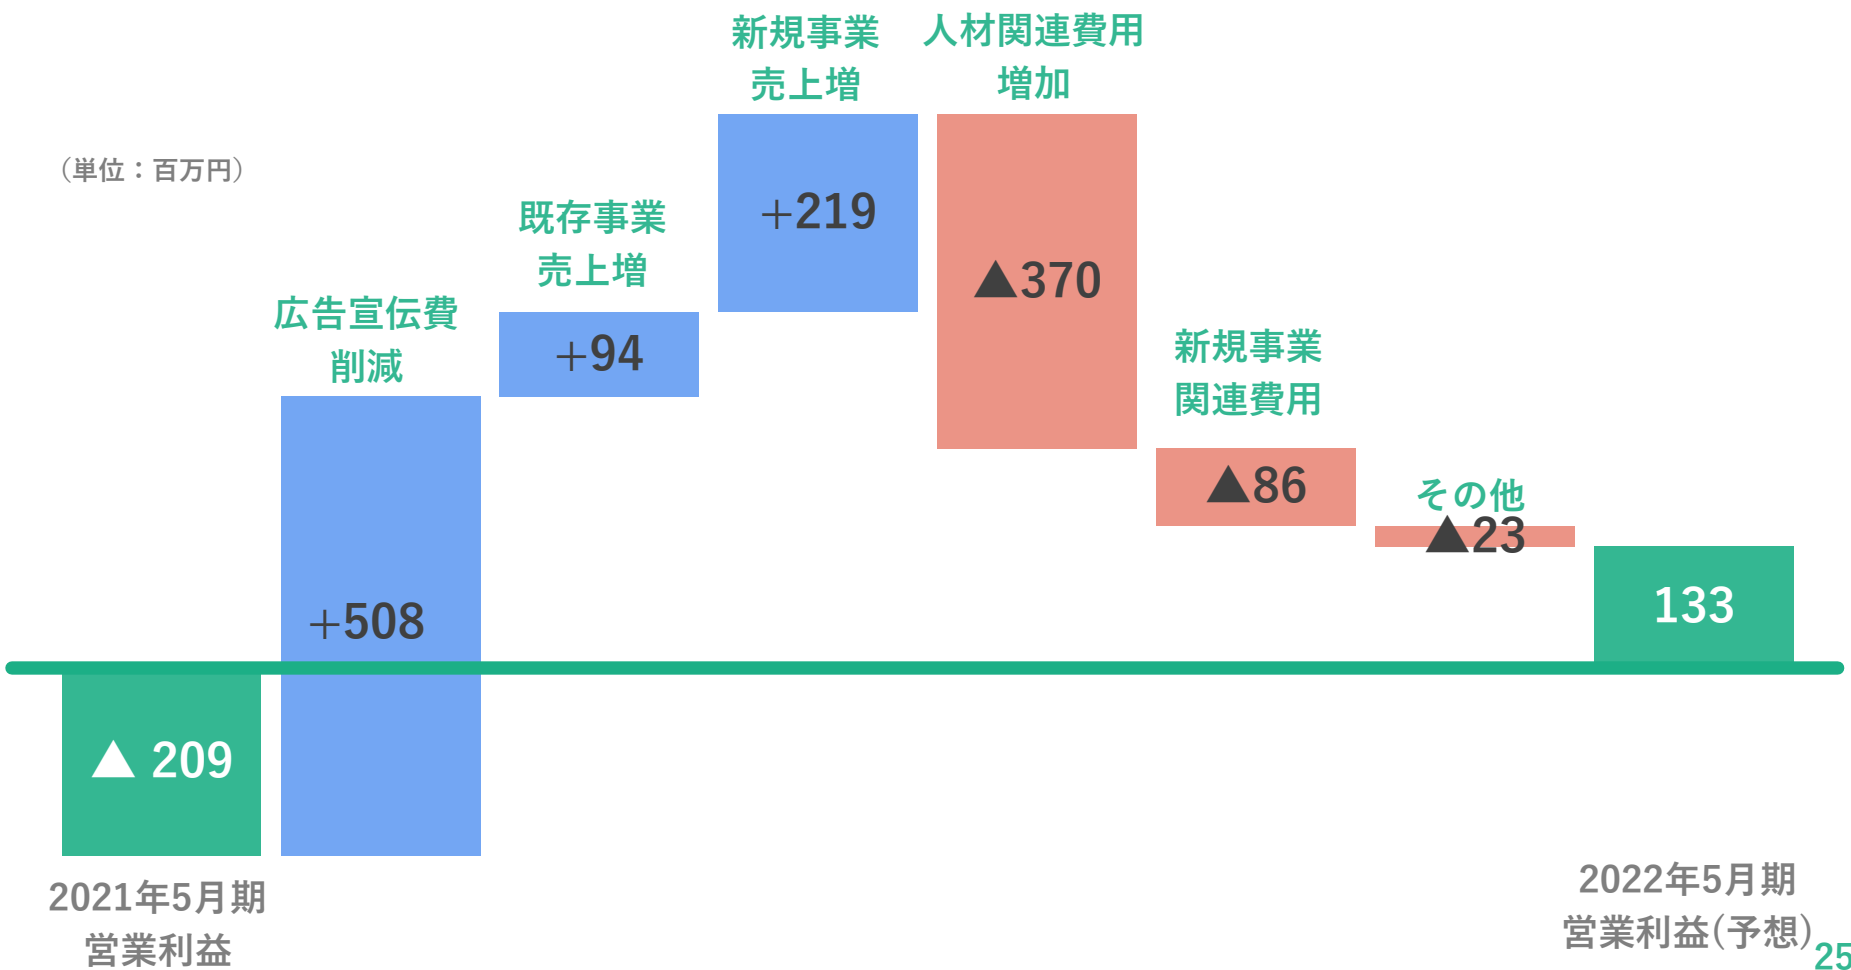 （単位：百万円）
▲ 209
2021年5月期
営業利益
広告宣伝費
削減
+508
既存事業
売上増
+94
新規事業
売上増
+219
人材関連費用
増加
▲370
新規事業
関連費用
▲86
その他
▲23
133
2022年5月期
営業利益(予想)
25